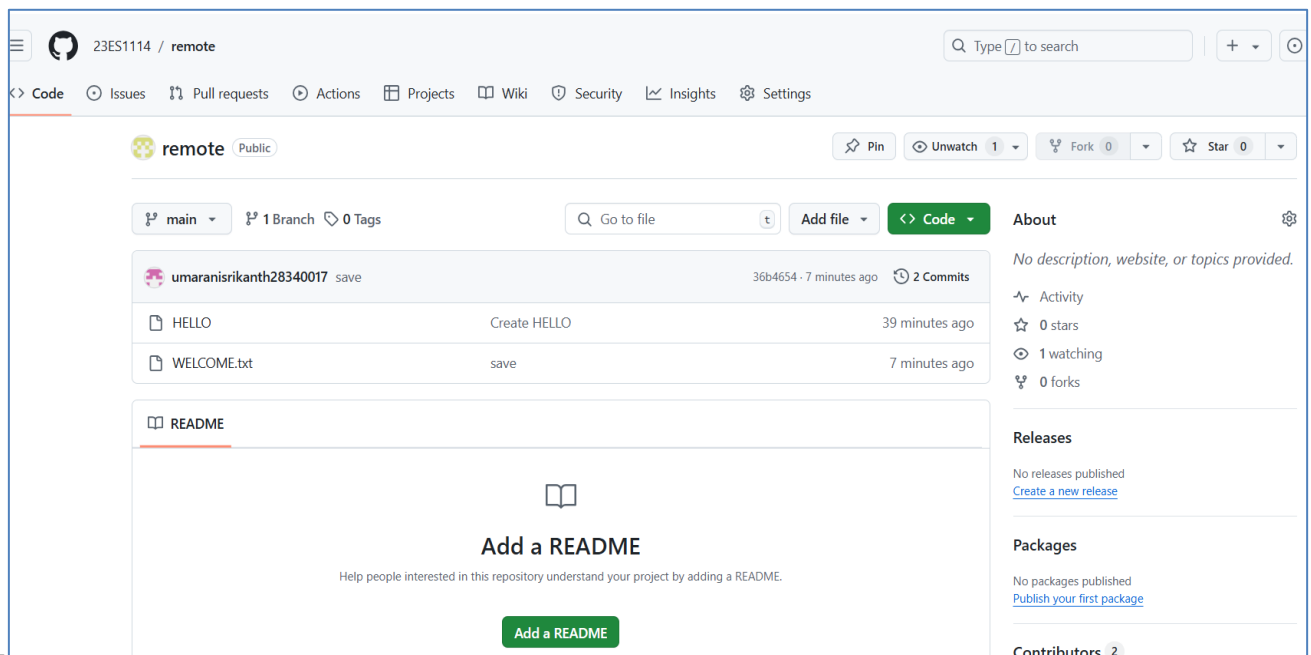 23ES1114 / remote
Type / to search
Code Issues Pull requests Actions Projects Wiki Security Insights Settings
remote Public
Pin Unwatch 1 Fork 0 Star 0
main 1 Branch 0 Tags
Go to file t
Add file
Code
umaranisrikanth28340017 save 36b4654 · 7 minutes ago 2 Commits
HELLO Create HELLO 39 minutes ago
WELCOME.txt save 7 minutes ago
README
Add a README
Help people interested in this repository understand your project by adding a README.
Add a README
About
No description, website, or topics provided.
Activity
0 stars
1 watching
0 forks
Releases
No releases published
Create a new release
Packages
No packages published
Publish your first package
Contributors 2